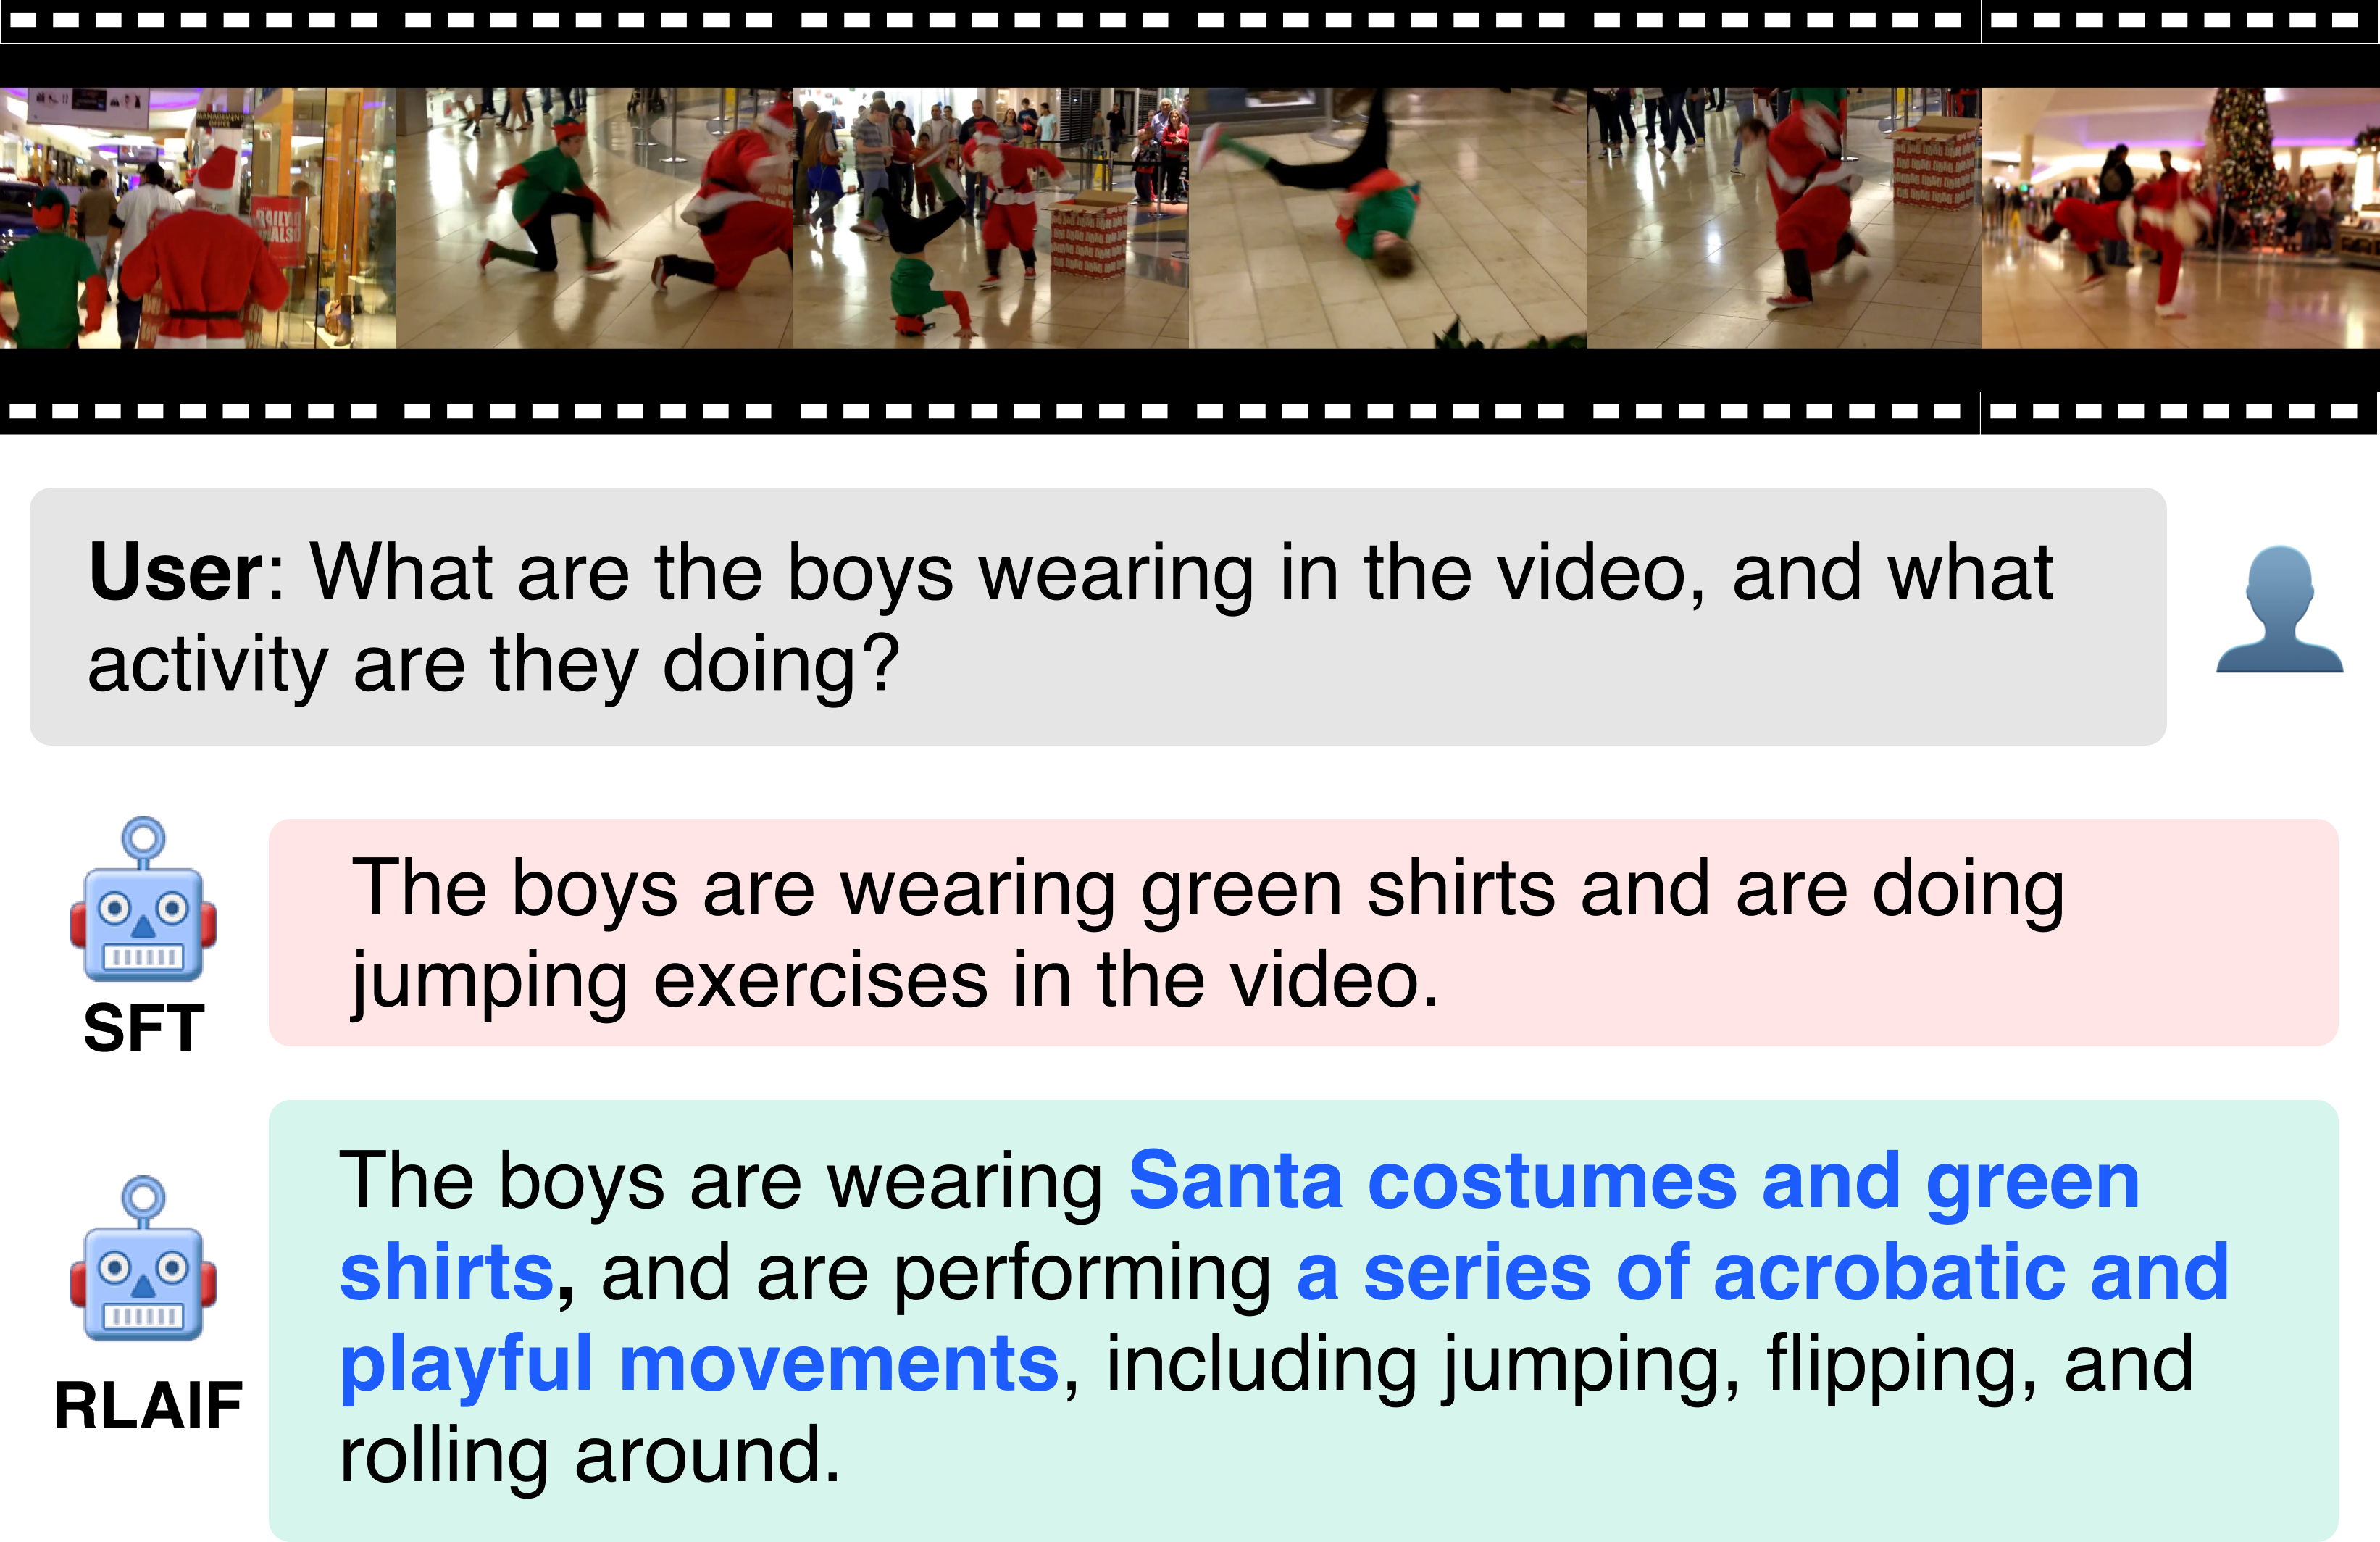 MANAGEMENT
OFFICE
User: What are the boys wearing in the video, and what
activity are they doing?
The boys are wearing green shirts and are doing
jumping exercises in the video.
SFT
The boys are wearing Santa costumes and green
shirts, and are performing a series of acrobatic and
playful movements, including jumping, flipping, and
rolling around.
RLAIF